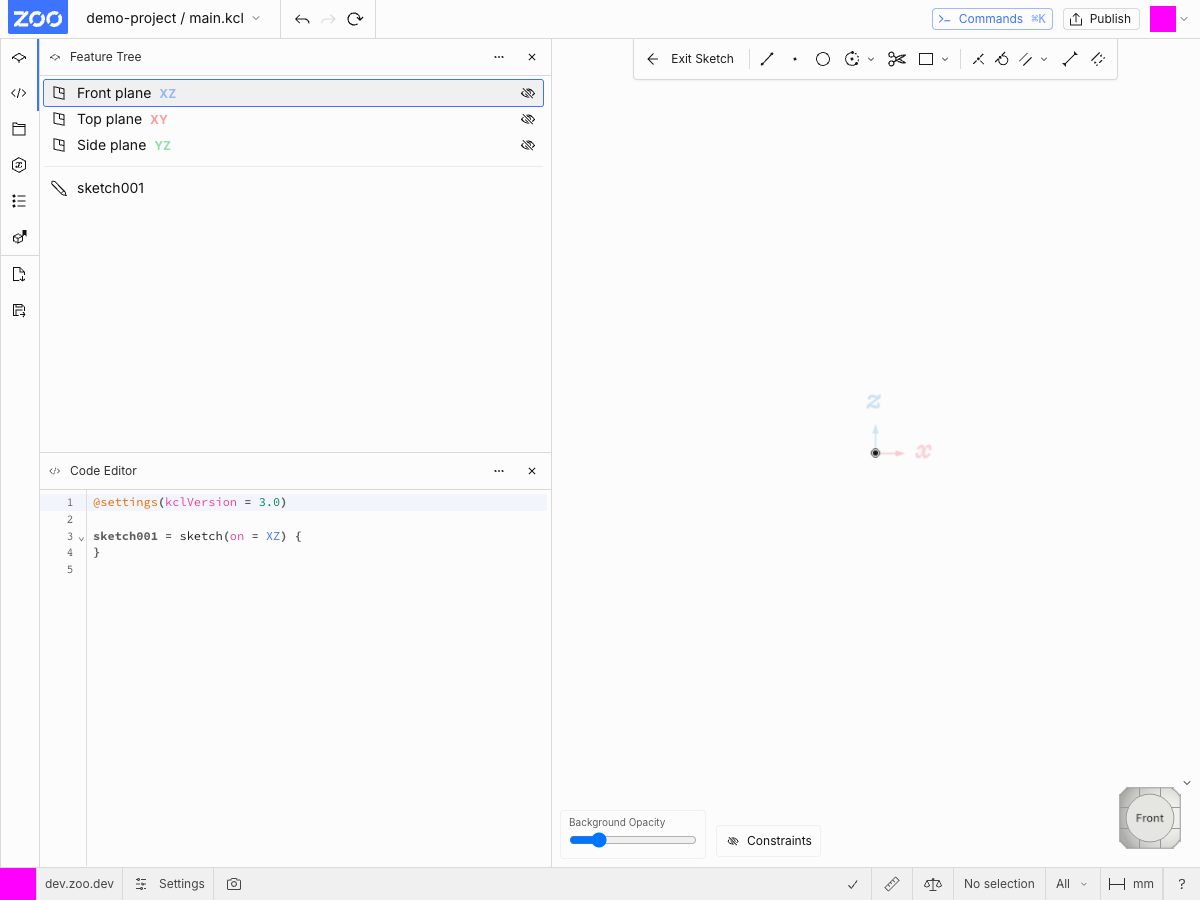 ZOO
demo-project / main.kcl
Commands ⌘K
Publish
Feature Tree
Exit Sketch
Front plane XZ
Top plane XY
Side plane YZ
sketch001
z
x
Code Editor
1 @settings(kclVersion = 3.0)
2
3 sketch001 = sketch(on = XZ) {
4 }
5
Background Opacity
Constraints
Front
dev.zoo.dev
Settings
No selection
All
mm
?